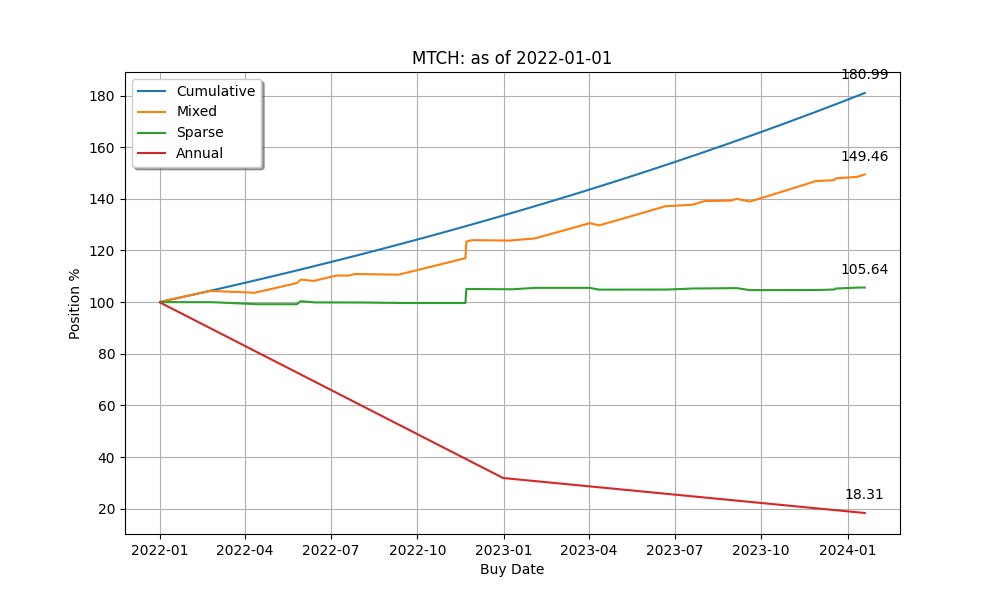 MTCH: as of 2022-01-01
180.99
Cumulative
Mixed
Sparse
Annual
149.46
105.64
18.31
180
160
140
120
100
80
60
40
20
Position %
2022-01 2022-04 2022-07 2022-10 2023-01 2023-04 2023-07 2023-10 2024-01
Buy Date